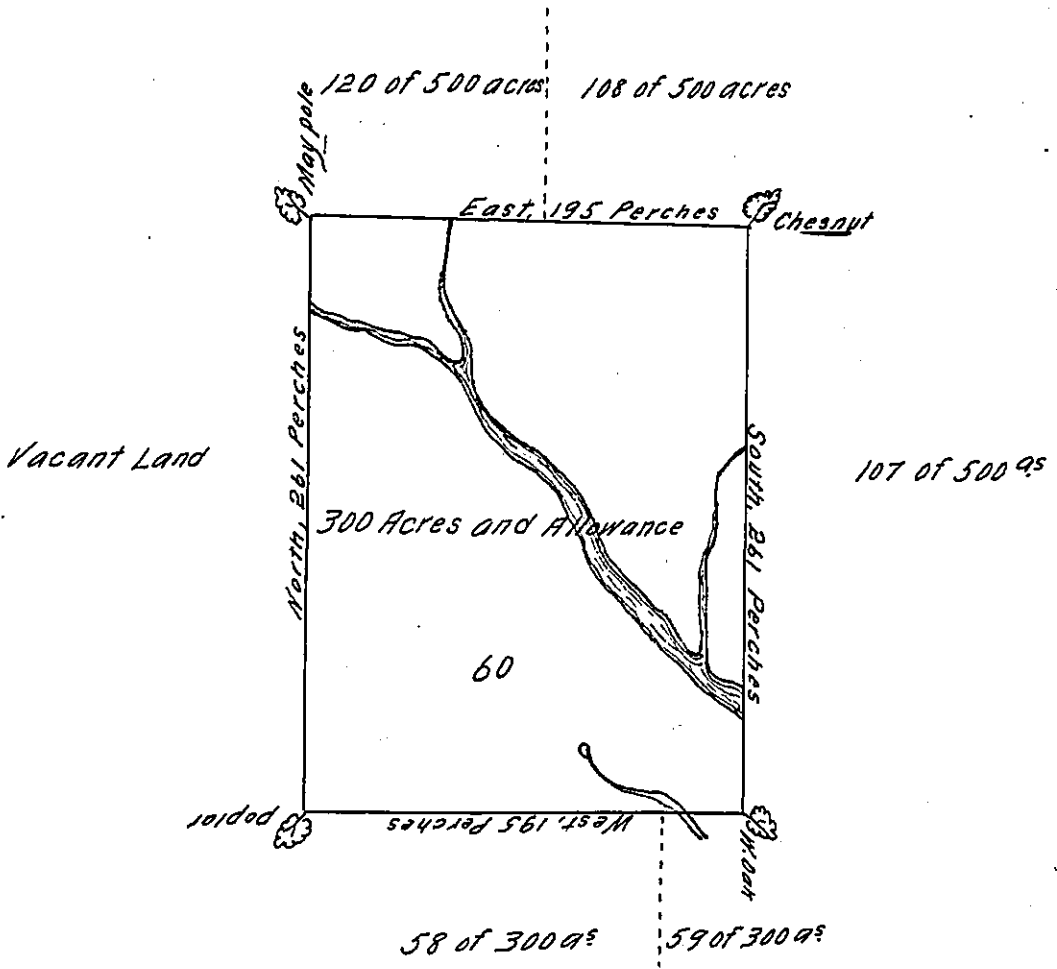 120 of 500 acres
108 of 500 acres
May pole
East, 195 Perches
Chesnut
North, 261 Perches
Vacant Land
South, 261 Perches
107 of 500 as
300 Acres and Allowance
60
poplar
West, 195 Perches
W. Oak
58 of 300 as
59 of 300 as